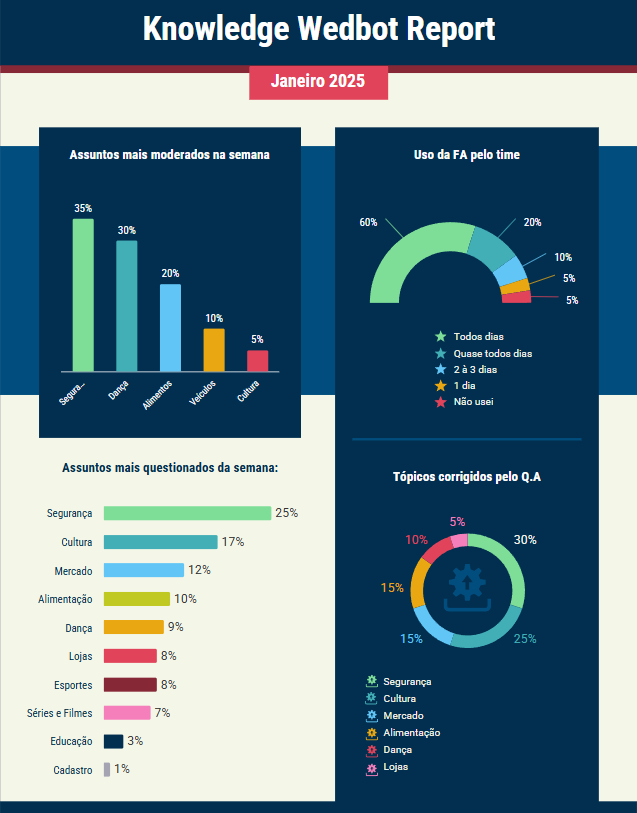 Knowledge Wedbot Report
Janeiro 2025
Assuntos mais moderados na semana
35%
30%
20%
10%
5%
Segura...
Dança
Alimentos
Veículos
Cultura
Uso da FA pelo time
60%
20%
10%
5%
5%
Todos dias
Quase todos dias
2 à 3 dias
1 dia
Não usei
Assuntos mais questionados da semana:
Segurança 25%
Cultura 17%
Mercado 12%
Alimentação 10%
Dança 9%
Lojas 8%
Esportes 8%
Séries e Filmes 7%
Educação 3%
Cadastro 1%
Tópicos corrigidos pelo Q.A
5%
10%
30%
15%
15%
25%
Segurança
Cultura
Mercado
Alimentação
Dança
Lojas